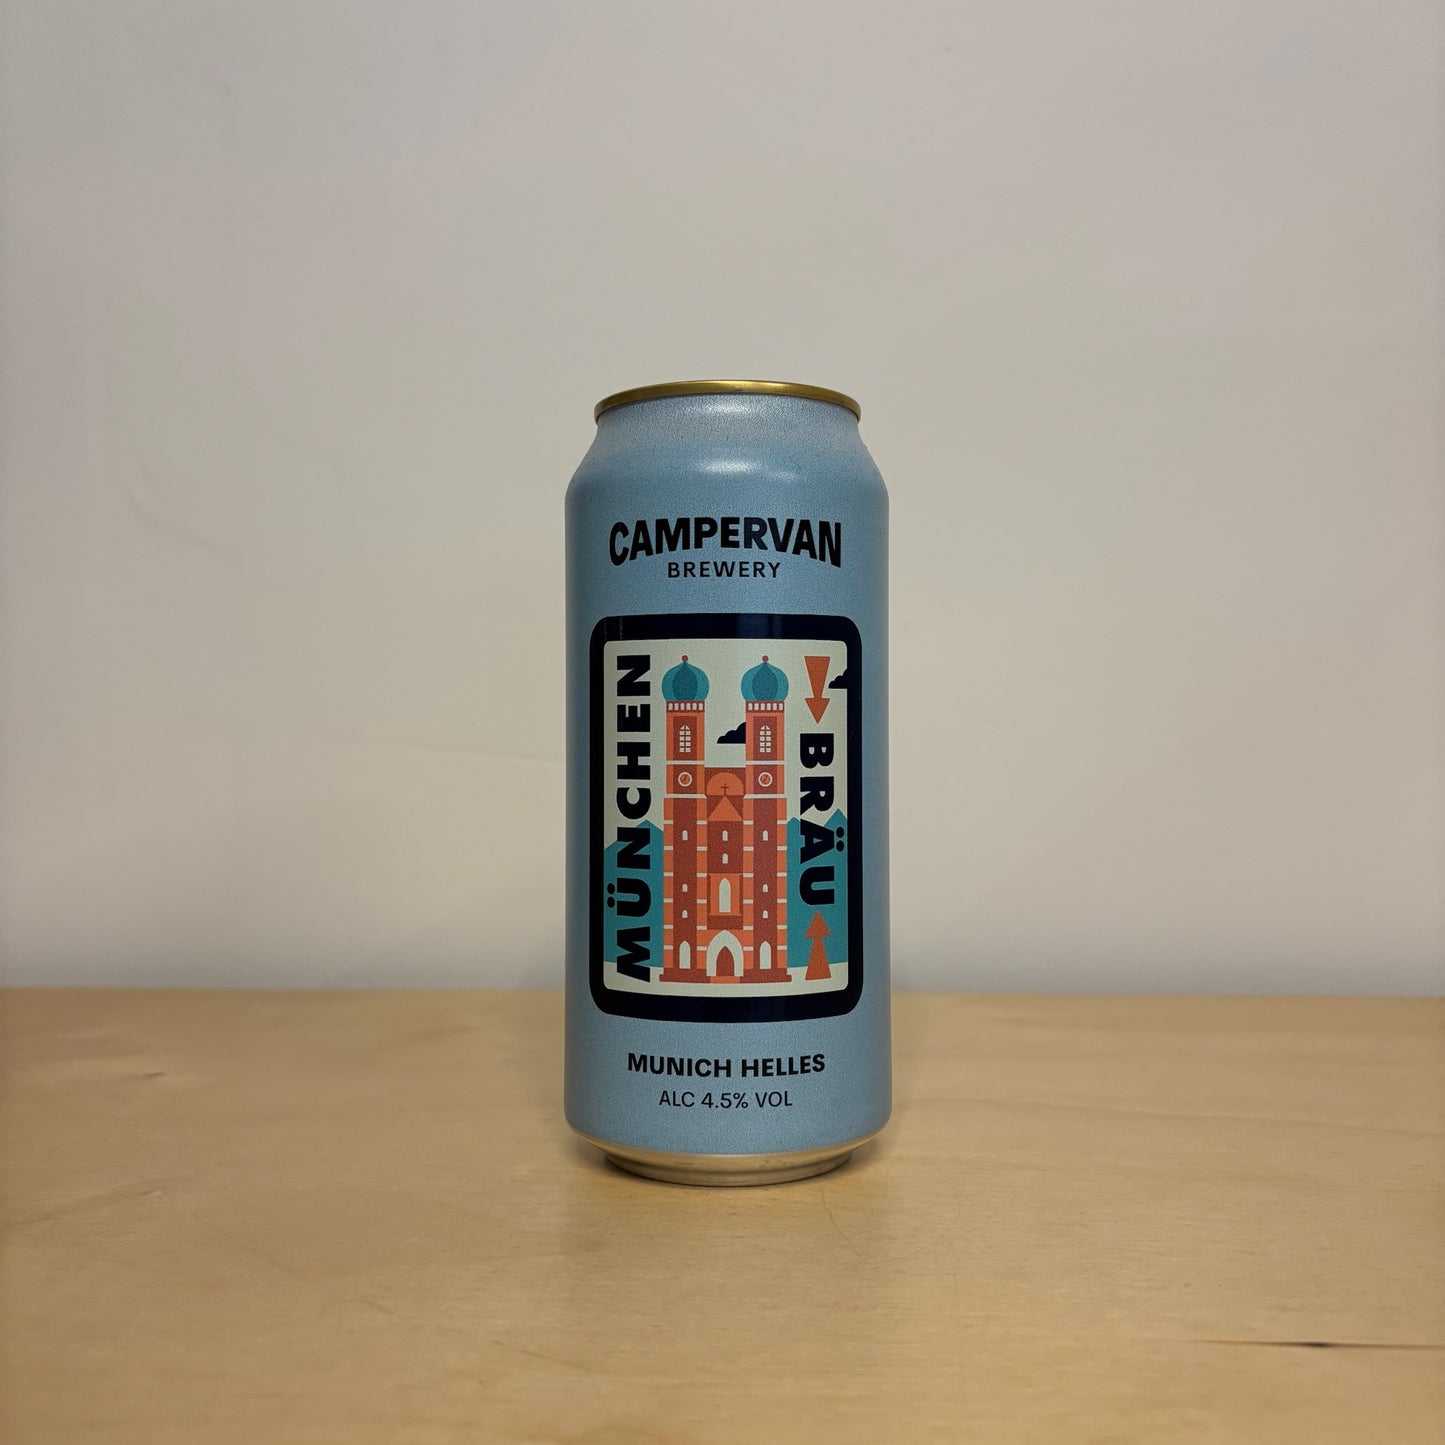 CAMPERVAN
BREWERY
MÜNCHEN
BRÄU
MUNICH HELLES
ALC 4.5% VOL